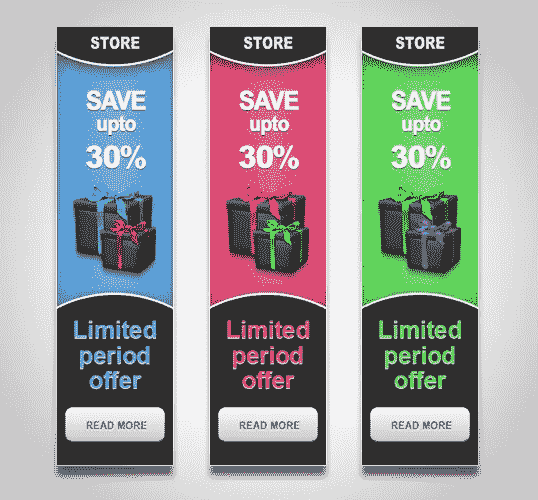 STORE
SAVE
upto
30%
Limited
period
offer
READ MORE
STORE
SAVE
upto
30%
Limited
period
offer
READ MORE
STORE
SAVE
upto
30%
Limited
period
offer
READ MORE